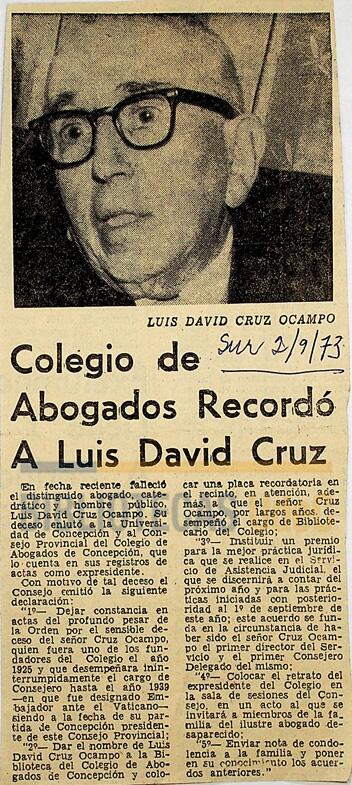 LUIS DAVID CRUZ OCAMPO
Sur 2/9/73
Colegio de
Abogados Recordó
A Luis David Cruz
En fecha reciente falleció
el distinguido abogado, cate-
drático y hombre público,
Luis David Cruz Ocampo. Su
deceso enlutó a la Universi-
dad de Concepción y al Con-
sejo Provincial del Colegio de
Abogados de Concepción, que
lo cuenta en sus registros de
actas como expresidente.
Con motivo de tal deceso el
Consejo emitió la siguiente
declaración:
"1º— Dejar constancia en
actas del profundo pesar de
la Orden por el sensible de-
ceso del señor Cruz Ocampo,
quien fuera uno de los fun-
dadores del Colegio el año
1925 y que desempeñara inin-
terrumpidamente el cargo de
Consejero hasta el año 1939
—en que fue designado Em-
bajador ante el Vaticano—
siendo a la fecha de su par-
tida de Concepción presiden-
te de este Consejo Provincial;
"2º— Dar el nombre de Luis
David Cruz Ocampo a la Bi-
blioteca del Colegio de Abo-
gados de Concepción y colo-
car una placa recordatoria en
el recinto, en atención, ade-
más, a que el señor Cruz
Ocampo, por largos años, de-
sempeñó el cargo de Bibliote-
cario del Colegio;
"3º— Instituir un premio
para la mejor práctica jurídi-
ca que se realice en el Servi-
cio de Asistencia Judicial, el
que se discernirá a contar del
próximo año y para las prác-
ticas iniciadas con posterio-
ridad al 1º de septiembre de
este año; este acuerdo se fun-
da en la circunstancia de ha-
ber sido el señor Cruz Ocam-
po el primer director del Ser-
vicio y el primer Consejero
Delegado del mismo;
"4º— Colocar el retrato del
expresidente del Colegio en
la sala de sesiones del Con-
sejo, en un acto al que se
invitará a miembros de la fa-
milia del ilustre abogado de-
saparecido;
"5º— Enviar nota de condo-
lencia a la familia y poner
en su conocimiento los acuer-
dos anteriores."